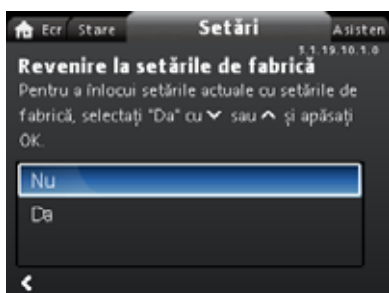 Ecr Stare Setări Asisten
3.1.19.10.1.0
Revenire la setările de fabrică
Pentru a înlocui setările actuale cu setările de
fabrică, selectați "Da" cu sau și apăsați
OK.
Nu
Da